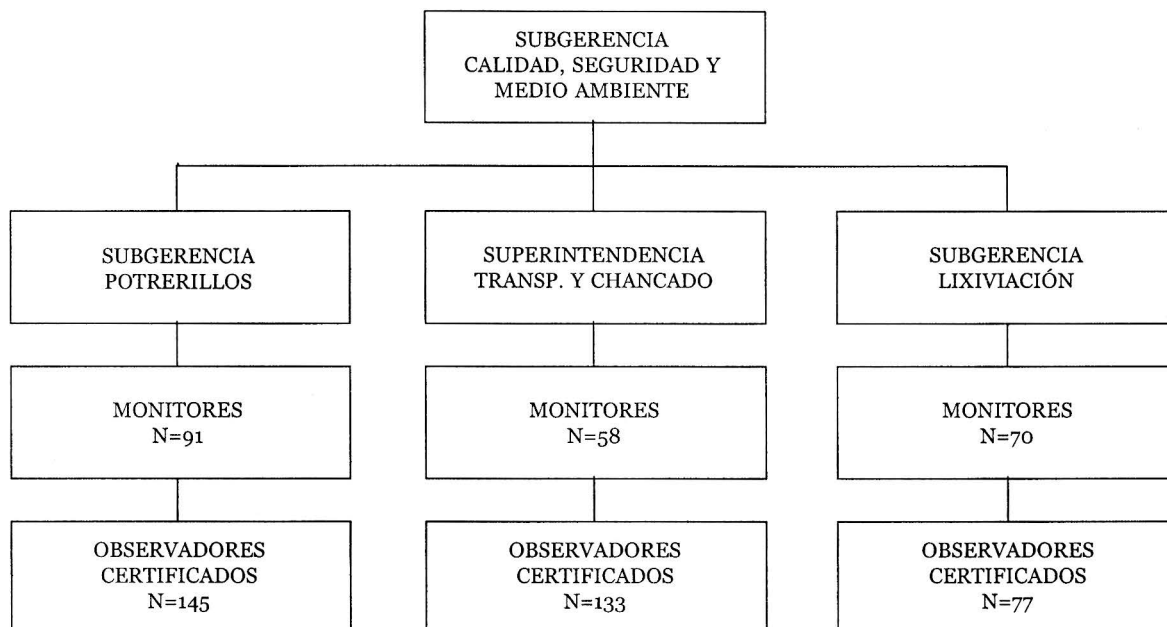 SUBGERENCIA
CALIDAD, SEGURIDAD Y
MEDIO AMBIENTE
SUBGERENCIA
POTRERILLOS
SUPERINTENDENCIA
TRANSP. Y CHANCADO
SUBGERENCIA
LIXIVIACIÓN
MONITORES
N=91
MONITORES
N=58
MONITORES
N=70
OBSERVADORES
CERTIFICADOS
N=145
OBSERVADORES
CERTIFICADOS
N=133
OBSERVADORES
CERTIFICADOS
N=77